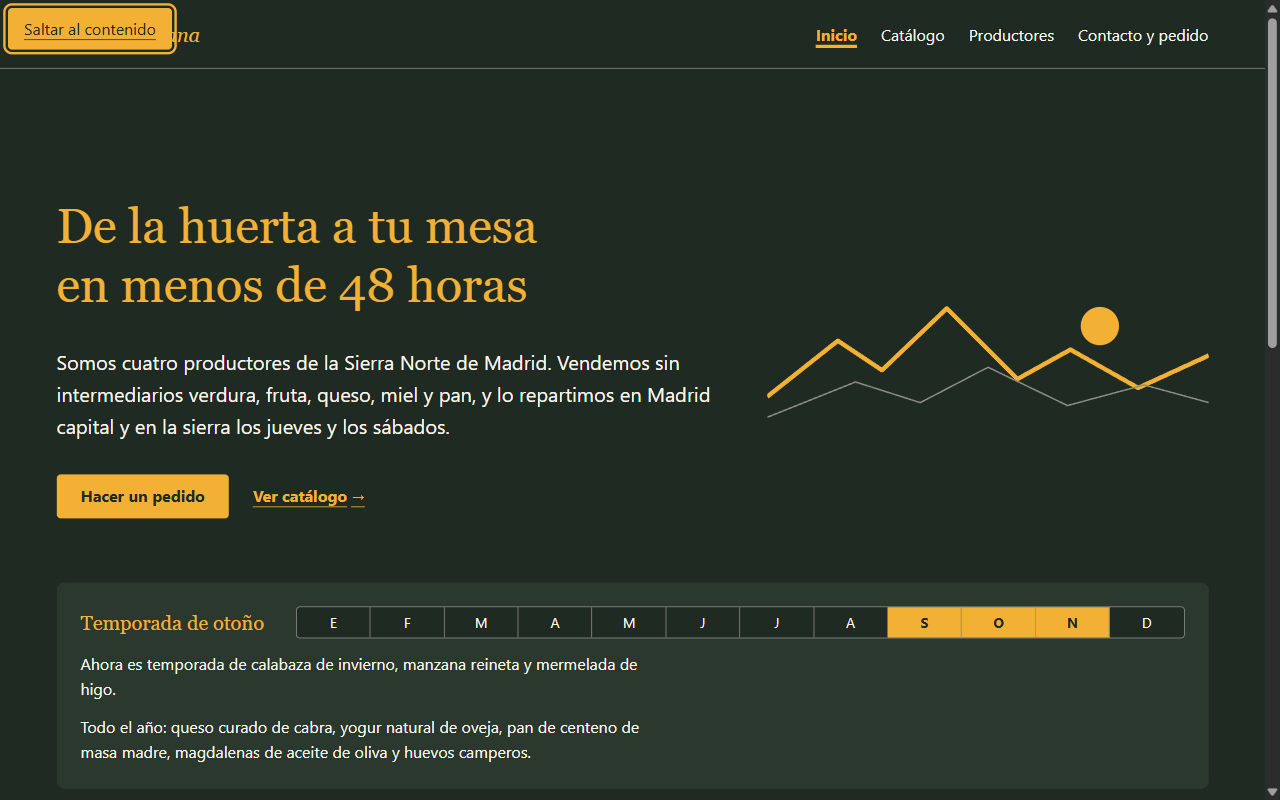 Saltar al contenido
Inicio
Catálogo
Productores
Contacto y pedido
De la huerta a tu mesa
en menos de 48 horas
Somos cuatro productores de la Sierra Norte de Madrid. Vendemos sin
intermediarios verdura, fruta, queso, miel y pan, y lo repartimos en Madrid
capital y en la sierra los jueves y los sábados.
Hacer un pedido
Ver catálogo →
Temporada de otoño
E F M A M J J A S O N D
Ahora es temporada de calabaza de invierno, manzana reineta y mermelada de
higo.
Todo el año: queso curado de cabra, yogur natural de oveja, pan de centeno de
masa madre, magdalenas de aceite de oliva y huevos camperos.